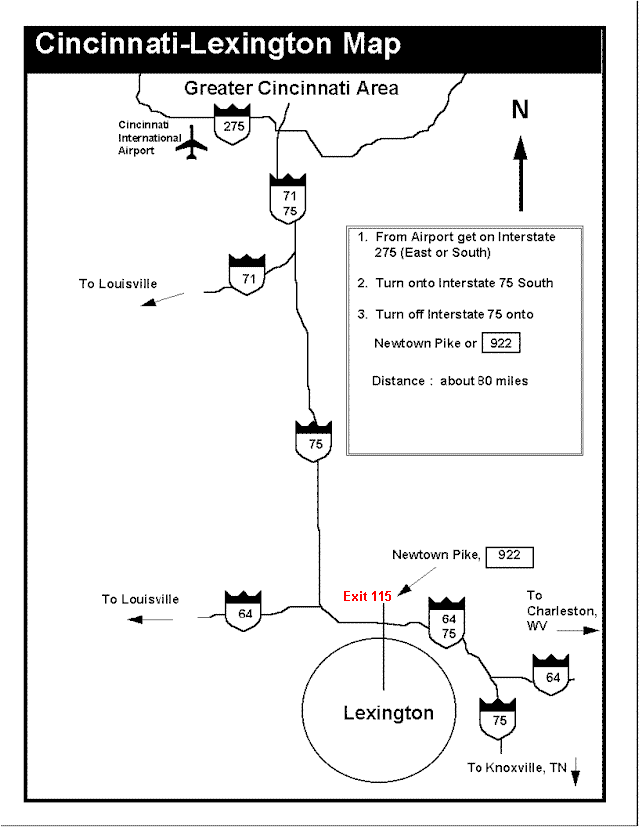 Cincinnati-Lexington Map
Greater Cincinnati Area
Cincinnati
International
Airport
275
N
71
75
1. From Airport get on Interstate
275 (East or South)
2. Turn onto Interstate 75 South
3. Turn off Interstate 75 onto
Newtown Pike or 922
Distance : about 80 miles
To Louisville
71
75
Newtown Pike, 922
Exit 115
To Louisville
64
64
75
To
Charleston,
WV
64
Lexington
75
To Knoxville, TN